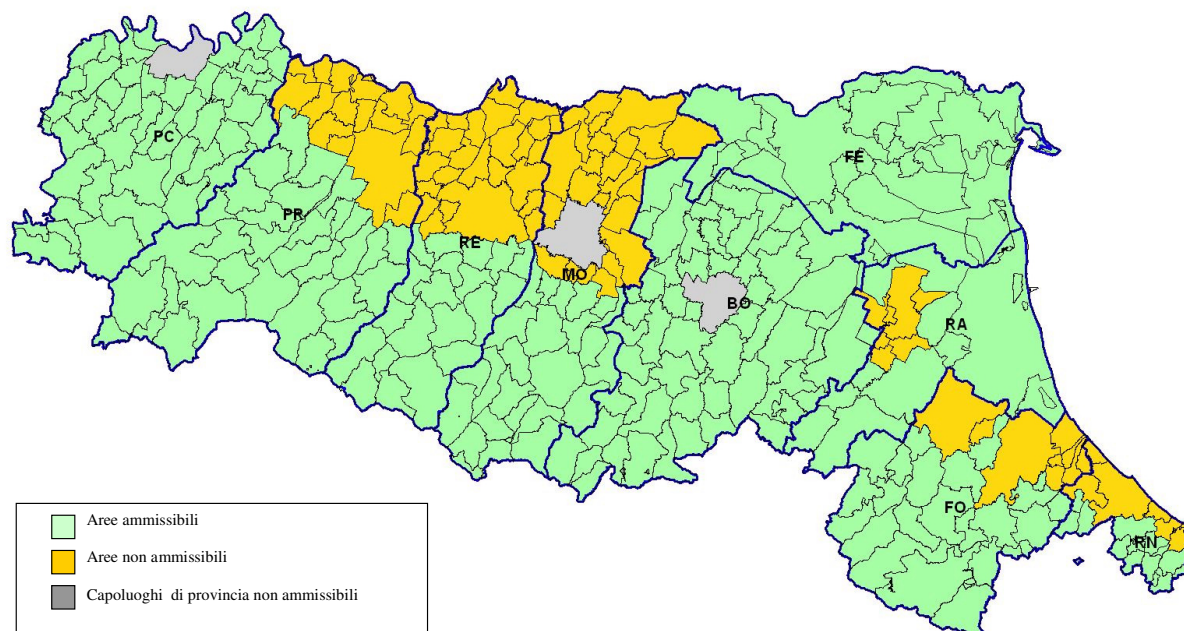 PC
FE
PR
RE
MO
BO
RA
FO
RN
Aree ammissibili
Aree non ammissibili
Capoluoghi di provincia non ammissibili